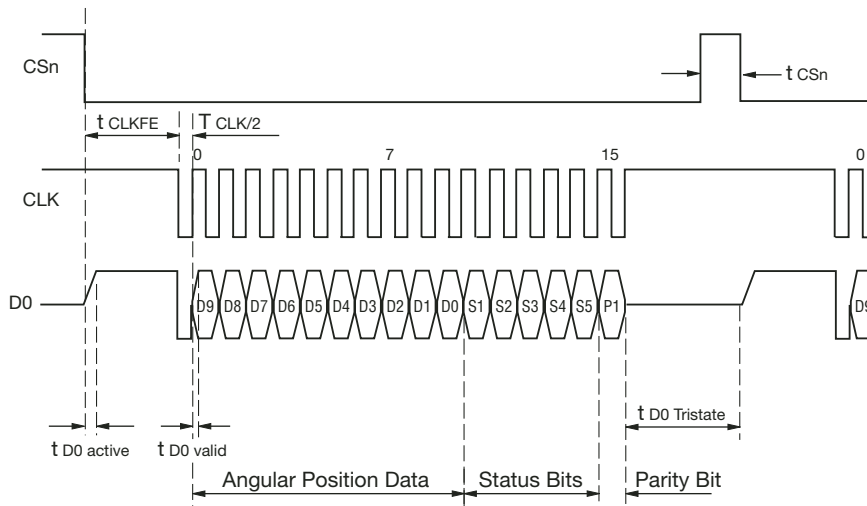 CSn
t CSn
t CLKFE
T CLK/2
0
7
15
0
CLK
D0
D9 D8 D7 D6 D5 D4 D3 D2 D1 D0 S1 S2 S3 S4 S5 P1
D9
t D0 active
t D0 valid
t D0 Tristate
Angular Position Data
Status Bits
Parity Bit